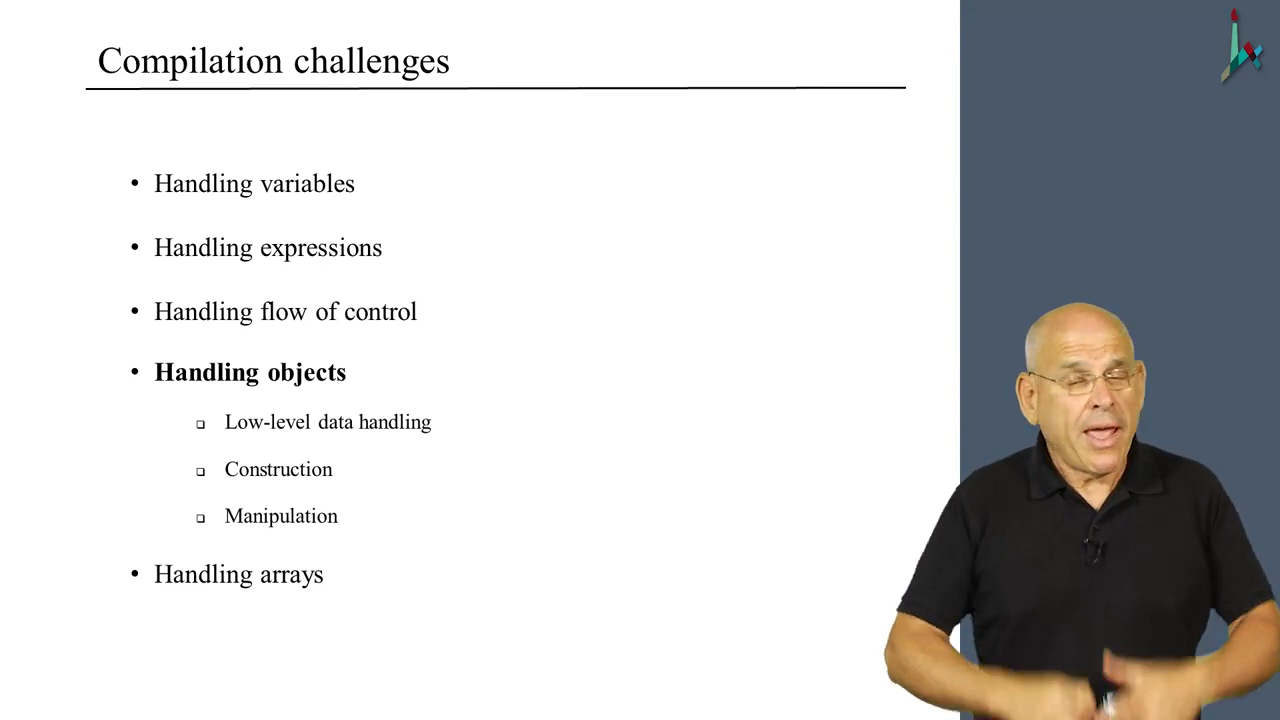 Compilation challenges
• Handling variables
• Handling expressions
• Handling flow of control
• Handling objects
❑ Low-level data handling
❑ Construction
❑ Manipulation
• Handling arrays